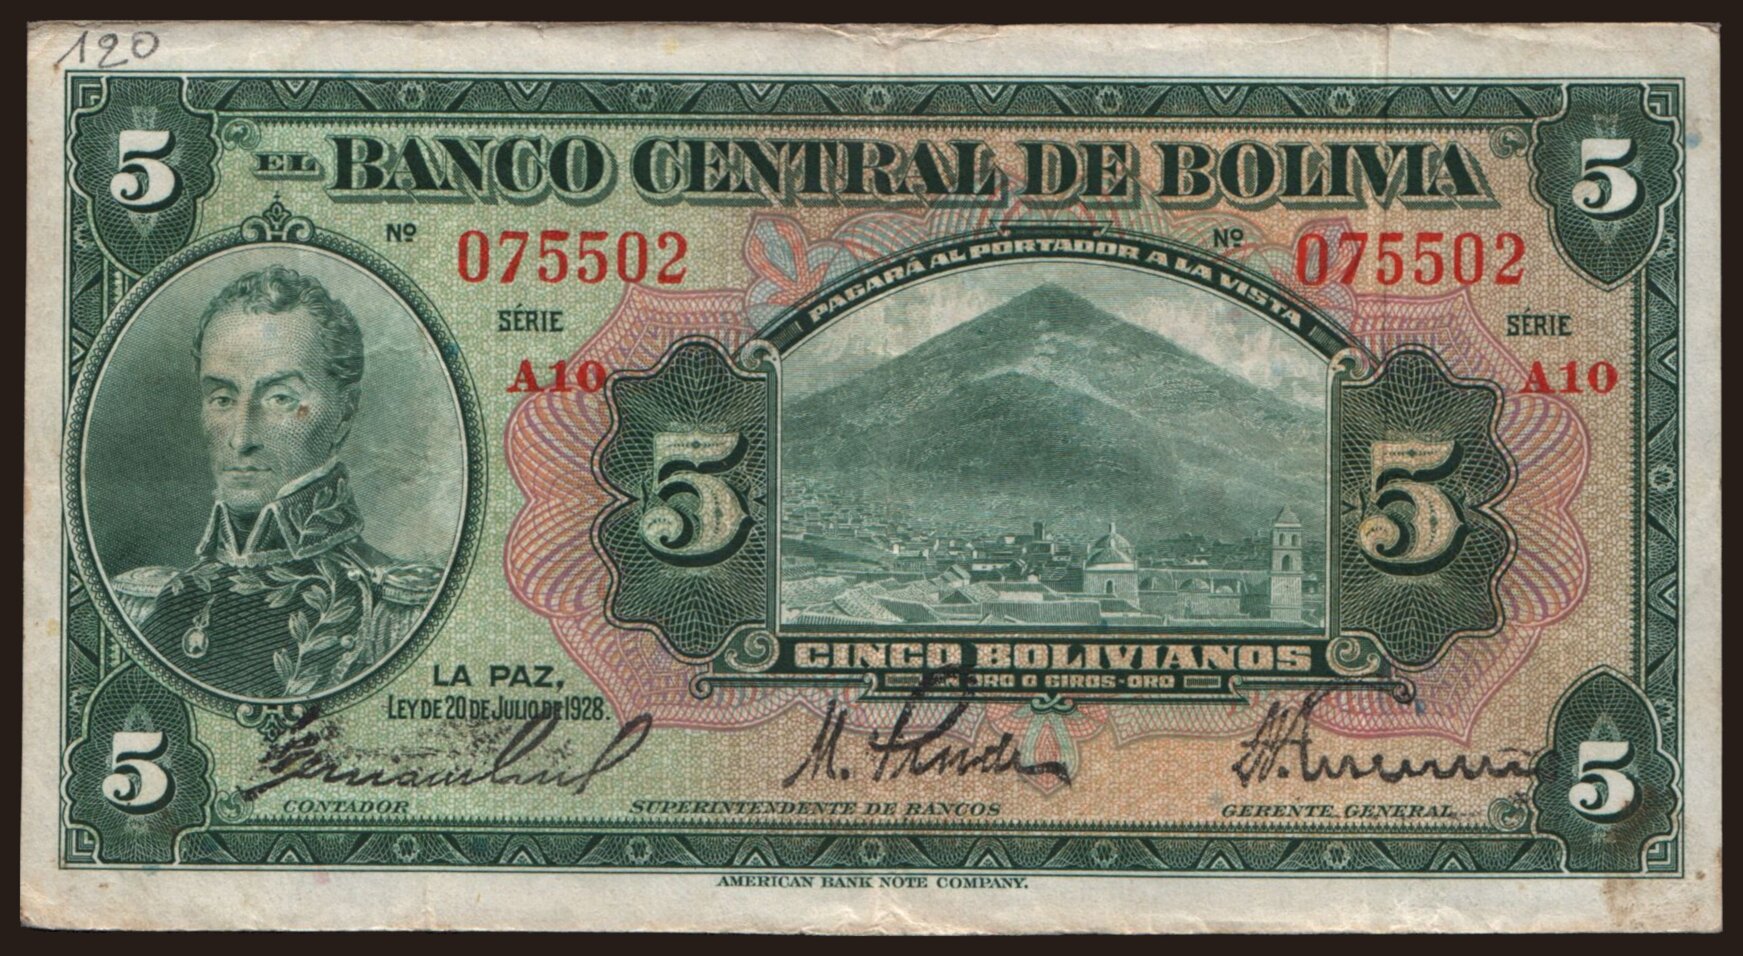 120
5 5
EL BANCO CENTRAL DE BOLIVIA
Nº 075502 Nº 075502
PAGARÁ AL PORTADOR A LA VISTA
SÉRIE SÉRIE
A10 A10
5 5
CINCO BOLIVIANOS
EN ORO O GIROS-ORO
LA PAZ,
LEY DE 20 DE JULIO DE 1928.
5 5
CONTADOR SUPERINTENDENTE DE BANCOS GERENTE GENERAL
AMERICAN BANK NOTE COMPANY.